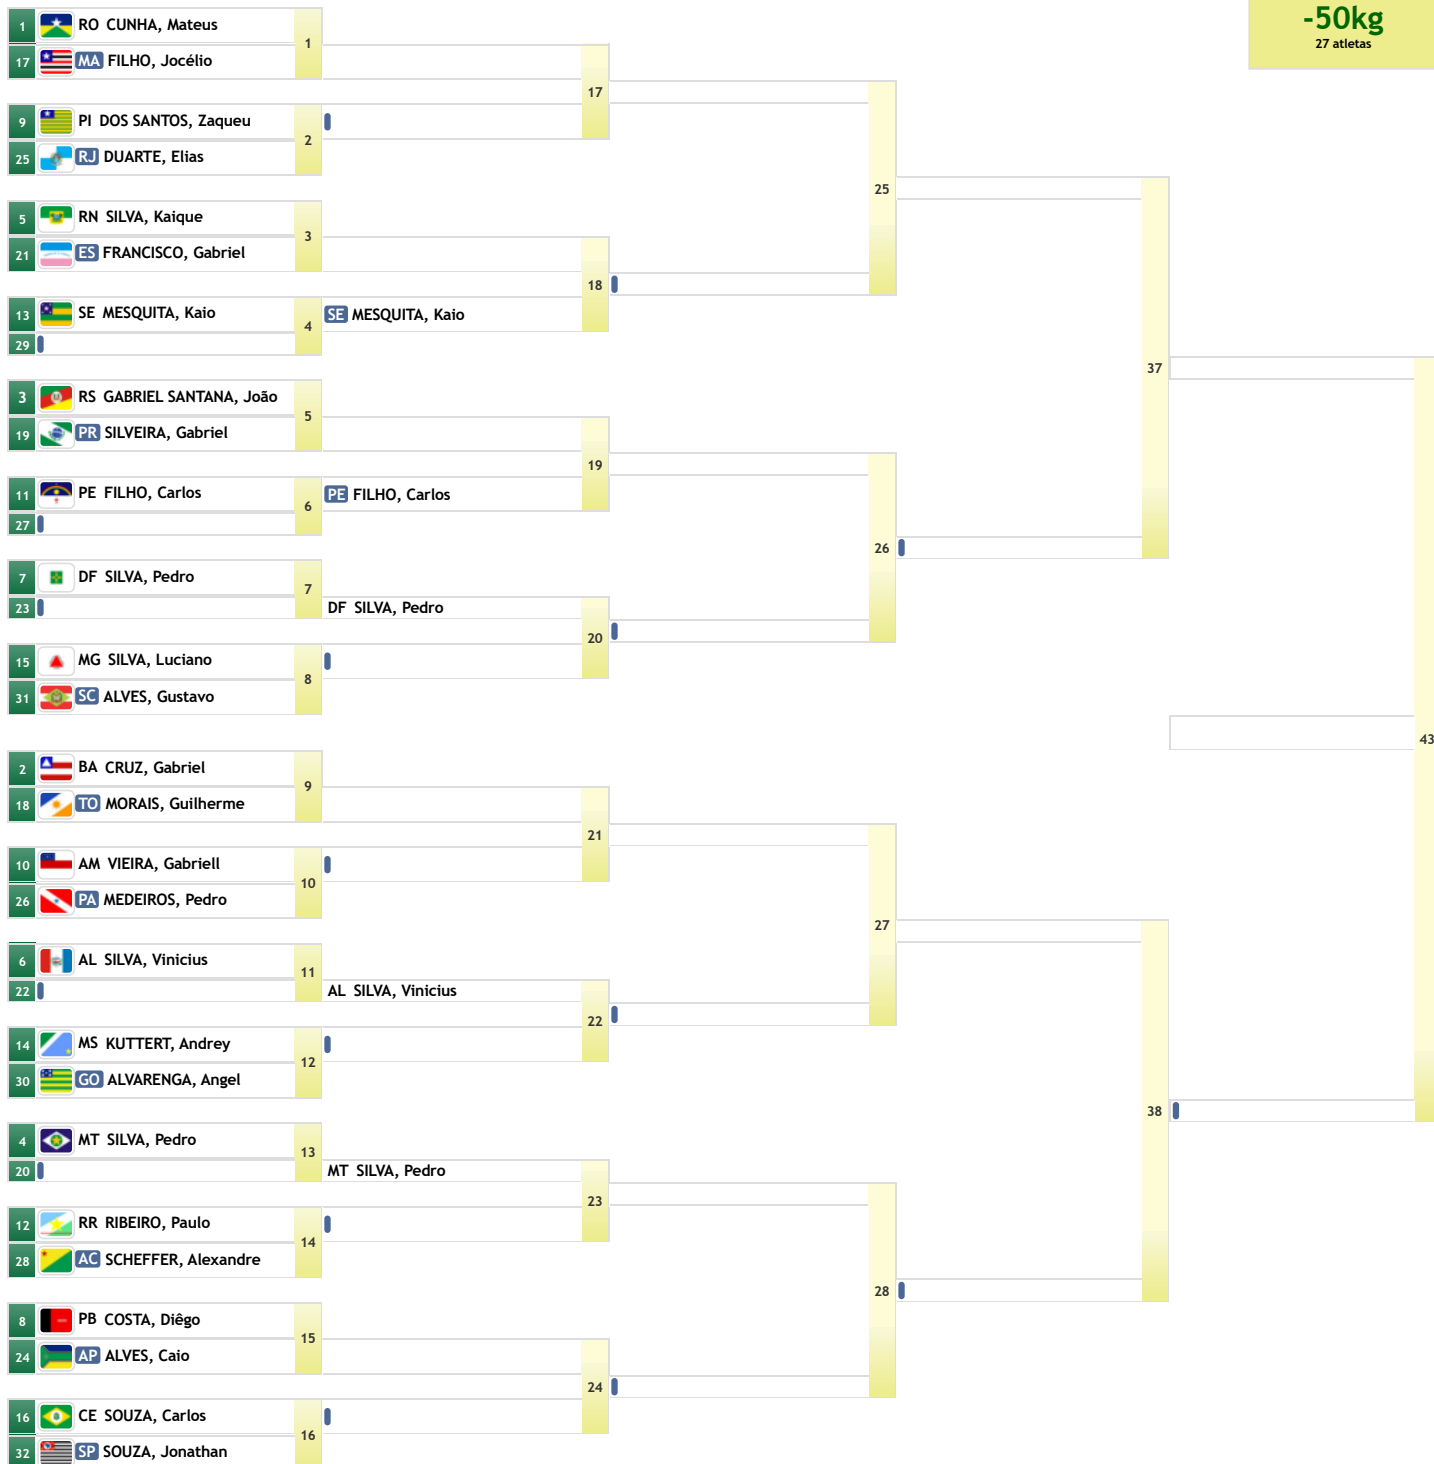 -50kg
27 atletas
1 RO CUNHA, Mateus
1
17 MA FILHO, Jocélio
17
9 PI DOS SANTOS, Zaqueu
2
25 RJ DUARTE, Elias
25
5 RN SILVA, Kaique
3
21 ES FRANCISCO, Gabriel
18
13 SE MESQUITA, Kaio
4 SE MESQUITA, Kaio
29
37
3 RS GABRIEL SANTANA, João
5
19 PR SILVEIRA, Gabriel
19
11 PE FILHO, Carlos
6 PE FILHO, Carlos
27
26
7 DF SILVA, Pedro
7
23 DF SILVA, Pedro
20
15 MG SILVA, Luciano
8
31 SC ALVES, Gustavo
43
2 BA CRUZ, Gabriel
9
18 TO MORAIS, Guilherme
21
10 AM VIEIRA, Gabriell
10
26 PA MEDEIROS, Pedro
27
6 AL SILVA, Vinicius
11
22 AL SILVA, Vinicius
22
14 MS KUTTERT, Andrey
12
30 GO ALVARENGA, Angel
38
4 MT SILVA, Pedro
13
20 MT SILVA, Pedro
23
12 RR RIBEIRO, Paulo
14
28 AC SCHEFFER, Alexandre
28
8 PB COSTA, Diêgo
15
24 AP ALVES, Caio
24
16 CE SOUZA, Carlos
16
32 SP SOUZA, Jonathan